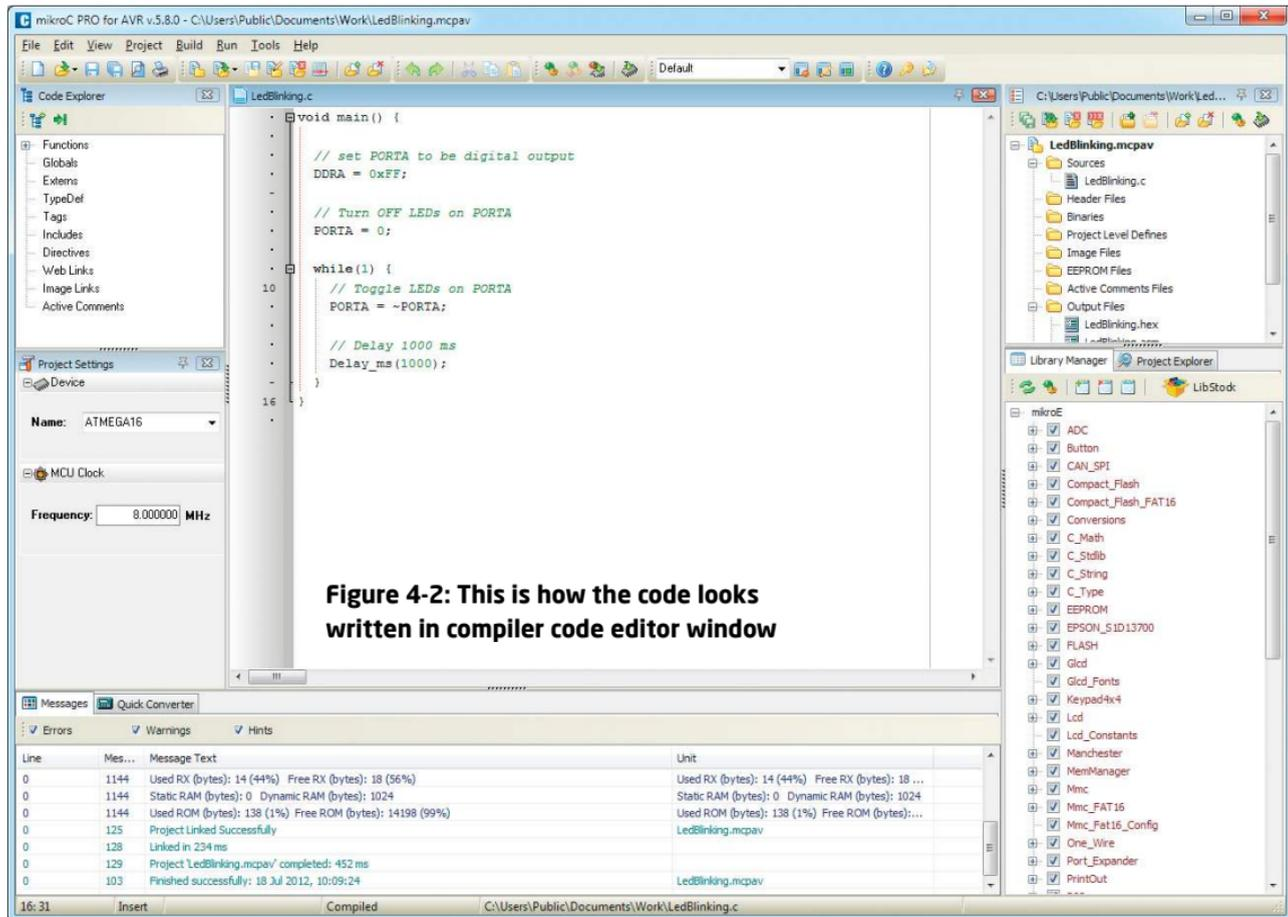 mikroC PRO for AVR v.5.8.0 - C:\Users\Public\Documents\Work\LedBlinking.mcpav
File Edit View Project Build Run Tools Help
Default
Code Explorer
Functions
Globals
Externs
TypeDef
Tags
Includes
Directives
Web Links
Image Links
Active Comments
Project Settings
Device
Name: ATMEGA16
MCU Clock
Frequency: 8.000000 MHz
LedBlinking.c
void main() {
// set PORTA to be digital output
DDRA = 0xFF;
// Turn OFF LEDs on PORTA
PORTA = 0;
while(1) {
10 // Toggle LEDs on PORTA
PORTA = ~PORTA;
// Delay 1000 ms
Delay_ms(1000);
}
16 }
Figure 4-2: This is how the code looks
written in compiler code editor window
C:\Users\Public\Documents\Work\Led...
LedBlinking.mcpav
Sources
LedBlinking.c
Header Files
Binaries
Project Level Defines
Image Files
EEPROM Files
Active Comments Files
Output Files
LedBlinking.hex
Library Manager Project Explorer
LibStock
mikroE
ADC
Button
CAN_SPI
Compact_Flash
Compact_Flash_FAT16
Conversions
C_Math
C_Stdlib
C_String
C_Type
EEPROM
EPSON_S1D13700
FLASH
Glcd
Glcd_Fonts
Keypad4x4
Lcd
Lcd_Constants
Manchester
MemManager
Mmc
Mmc_FAT16
Mmc_Fat16_Config
One_Wire
Port_Expander
PrintOut
Messages Quick Converter
Errors Warnings Hints
Line Mes... Message Text Unit
0 1144 Used RX (bytes): 14 (44%) Free RX (bytes): 18 (56%) Used RX (bytes): 14 (44%) Free RX (bytes): 18 ...
0 1144 Static RAM (bytes): 0 Dynamic RAM (bytes): 1024 Static RAM (bytes): 0 Dynamic RAM (bytes): 1024
0 1144 Used ROM (bytes): 138 (1%) Free ROM (bytes): 14198 (99%) Used ROM (bytes): 138 (1%) Free ROM (bytes):...
0 125 Project Linked Successfully LedBlinking.mcpav
0 128 Linked in 234 ms
0 129 Project 'LedBlinking.mcpav' completed: 452 ms
0 103 Finished successfully: 18 Jul 2012, 10:09:24 LedBlinking.mcpav
16: 31 Insert Compiled C:\Users\Public\Documents\Work\LedBlinking.c